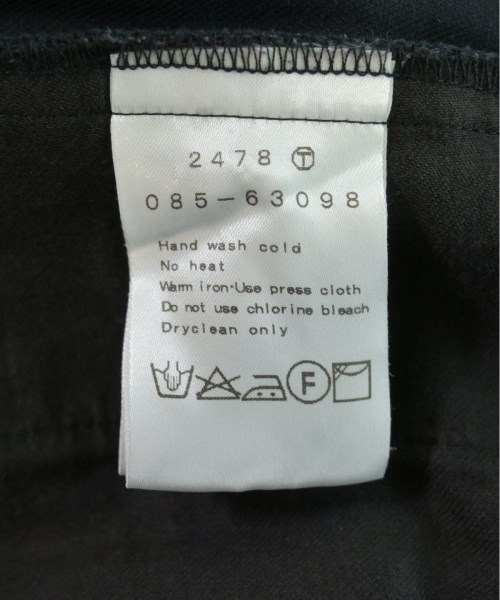 2478 Ⓣ
085-63098
Hand wash cold
No heat
Warm iron·Use press cloth
Do not use chlorine bleach
Dryclean only
F